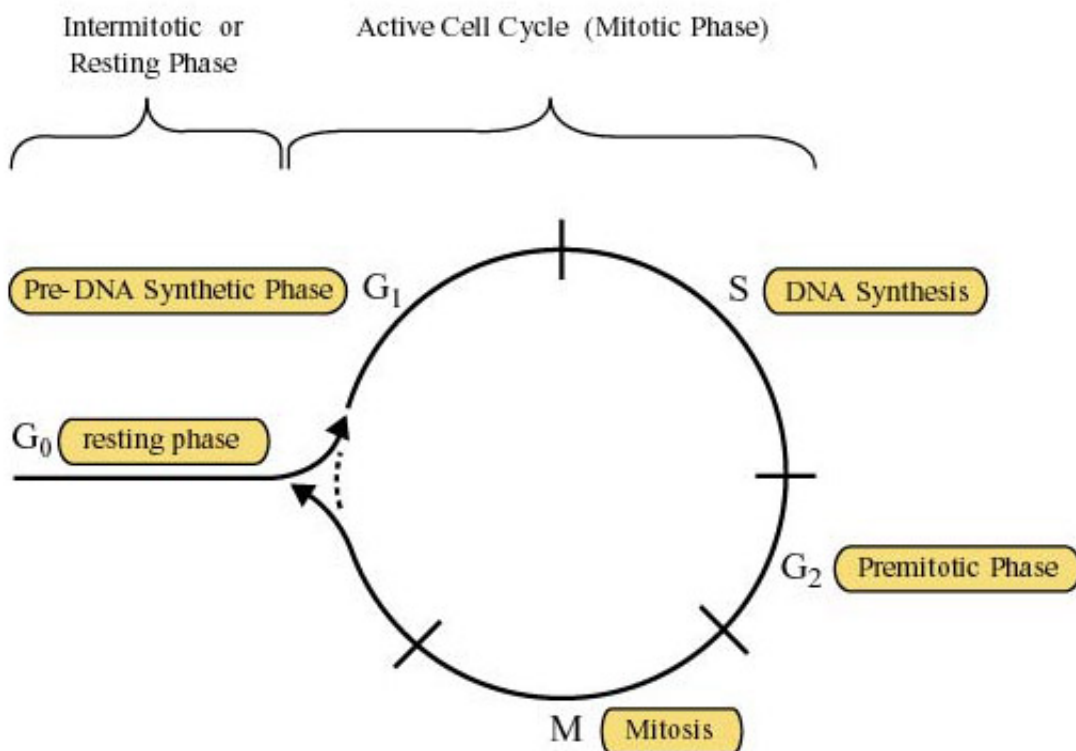 Intermitotic or
Resting Phase
Active Cell Cycle (Mitotic Phase)
Pre-DNA Synthetic Phase G₁
S DNA Synthesis
G₀ resting phase
G₂ Premitotic Phase
M Mitosis